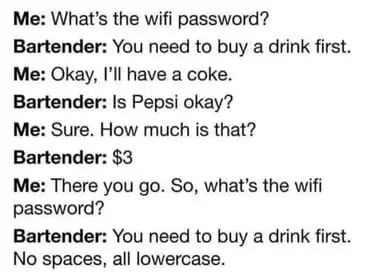 Me: What’s the wifi password?
Bartender: You need to buy a drink first.
Me: Okay, I’ll have a coke.
Bartender: Is Pepsi okay?
Me: Sure. How much is that?
Bartender: $3
Me: There you go. So, what’s the wifi
password?
Bartender: You need to buy a drink first.
No spaces, all lowercase.